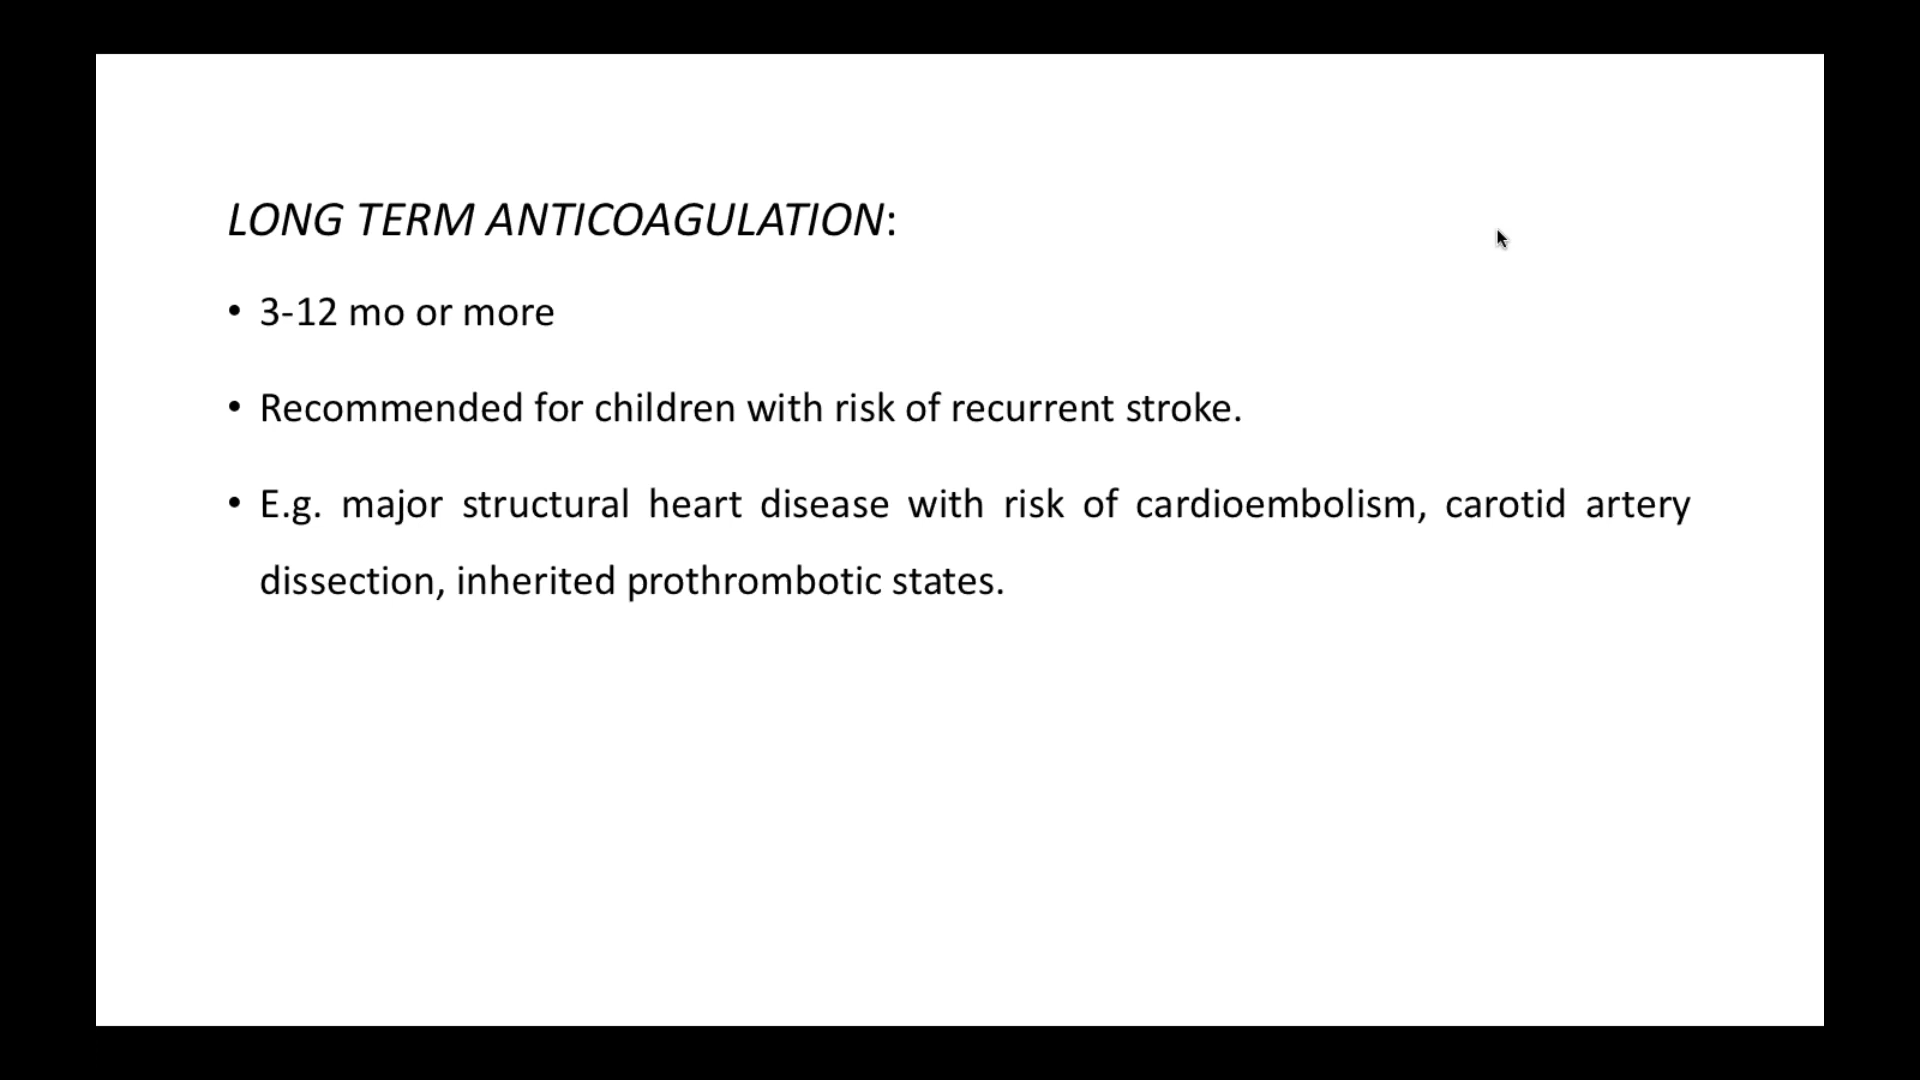 LONG TERM ANTICOAGULATION:
• 3-12 mo or more
• Recommended for children with risk of recurrent stroke.
• E.g. major structural heart disease with risk of cardioembolism, carotid artery
dissection, inherited prothrombotic states.